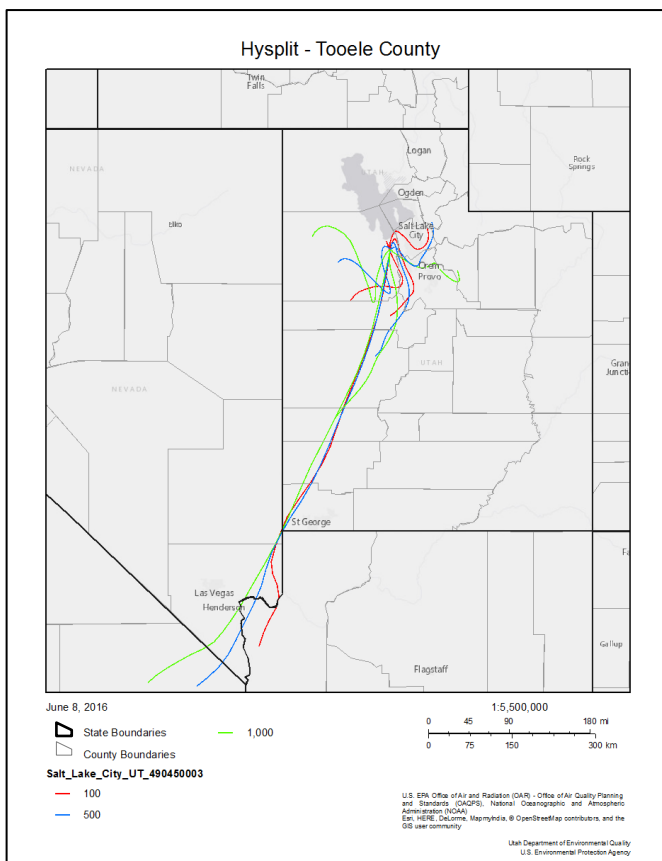 Hysplit - Tooele County
Twin
Falls
Logan
Rock
Springs
NEVADA
UTAH
Ogden
Elko
Salt Lake
City
Orem
Provo
UTAH
Gran
Junctio
NEVADA
St George
Fa
Las Vegas
Henderson
Gallup
Flagstaff
June 8, 2016
1:5,500,000
State Boundaries
1,000
County Boundaries
0 45 90 180 mi
0 75 150 300 km
Salt_Lake_City_UT_490450003
100
500
U.S. EPA Office of Air and Radiation (OAR) - Office of Air Quality Planning
and Standards (OAQPS), National Oceanographic and Atmospheric
Administration (NOAA)
Esri, HERE, DeLorme, MapmyIndia, © OpenStreetMap contributors, and the
GIS user community
Utah Department of Environmental Quality
U.S. Environmental Protection Agency